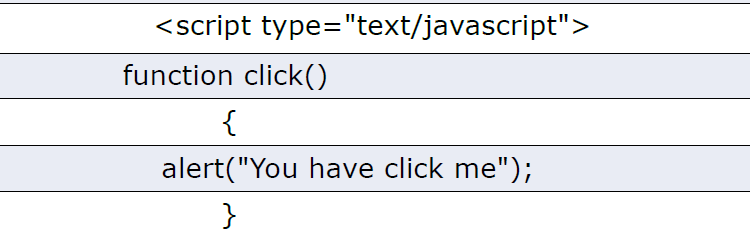 <script type="text/javascript">
function click()
{
alert("You have click me");
}